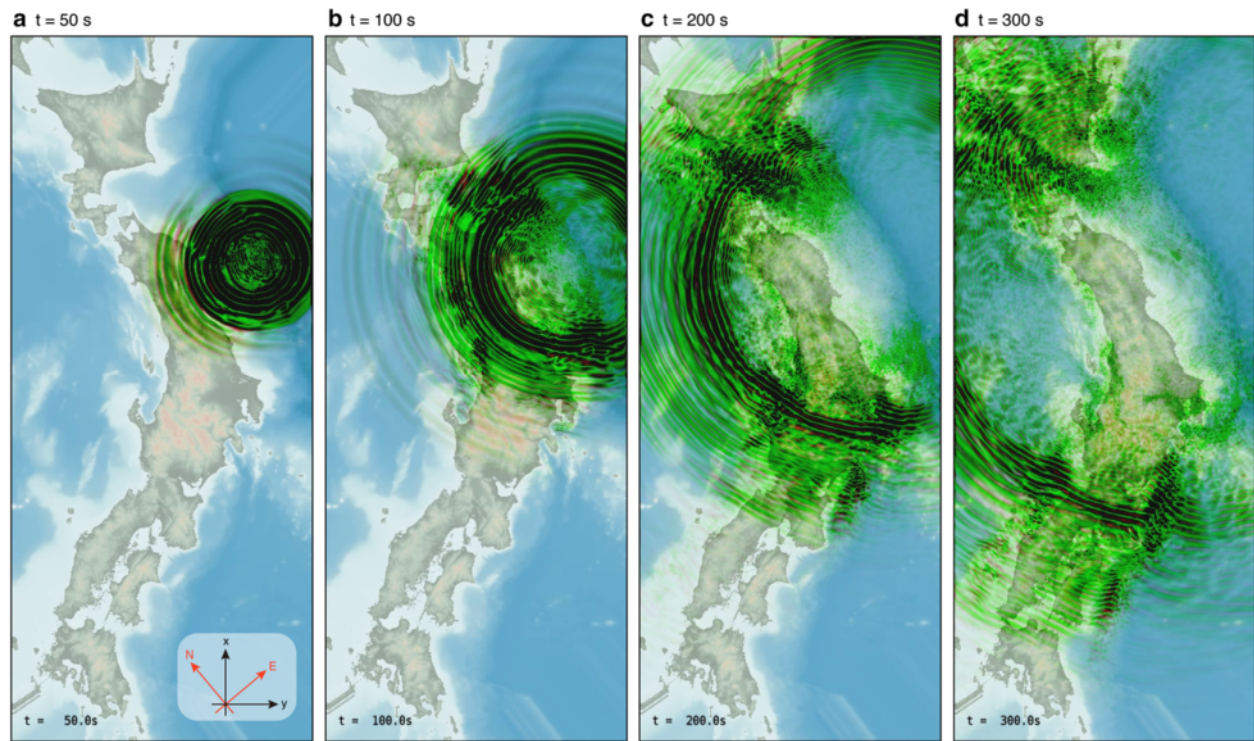 a t = 50 s
b t = 100 s
c t = 200 s
d t = 300 s
x
N
E
y
t = 50.0s
t = 100.0s
t = 200.0s
t = 300.0s